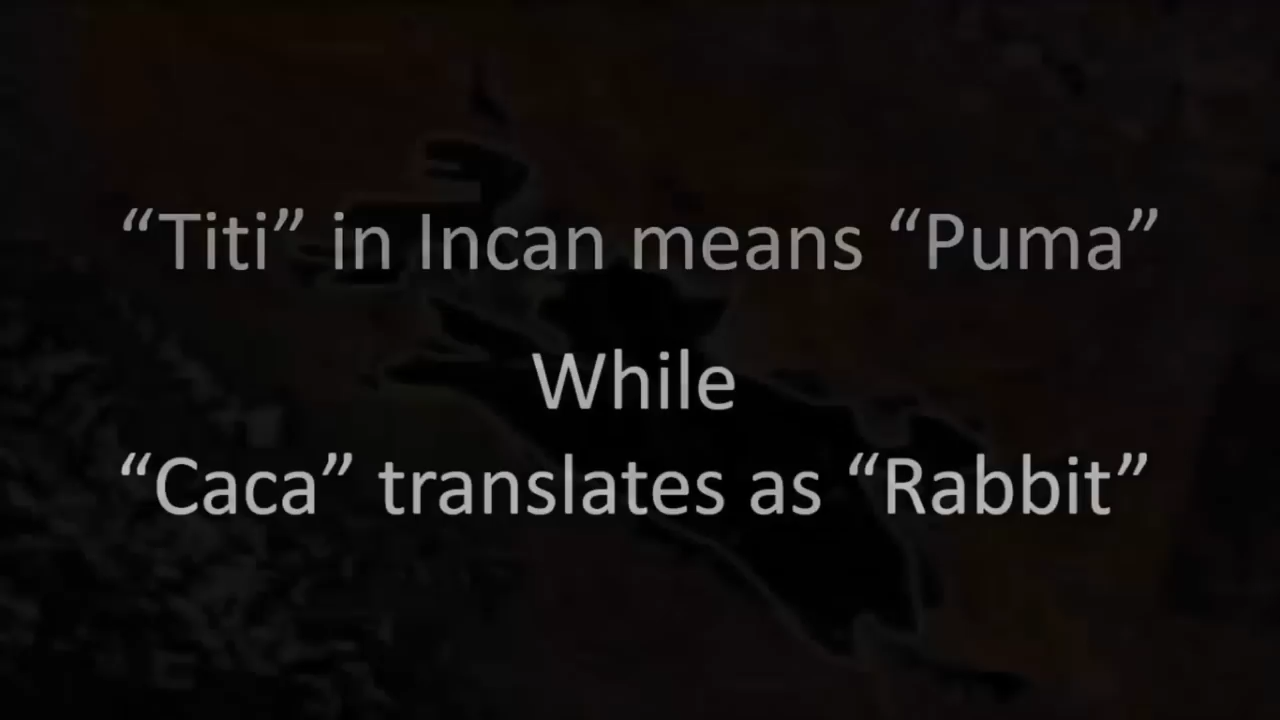 “Titi” in Incan means “Puma”
While
“Caca” translates as “Rabbit”